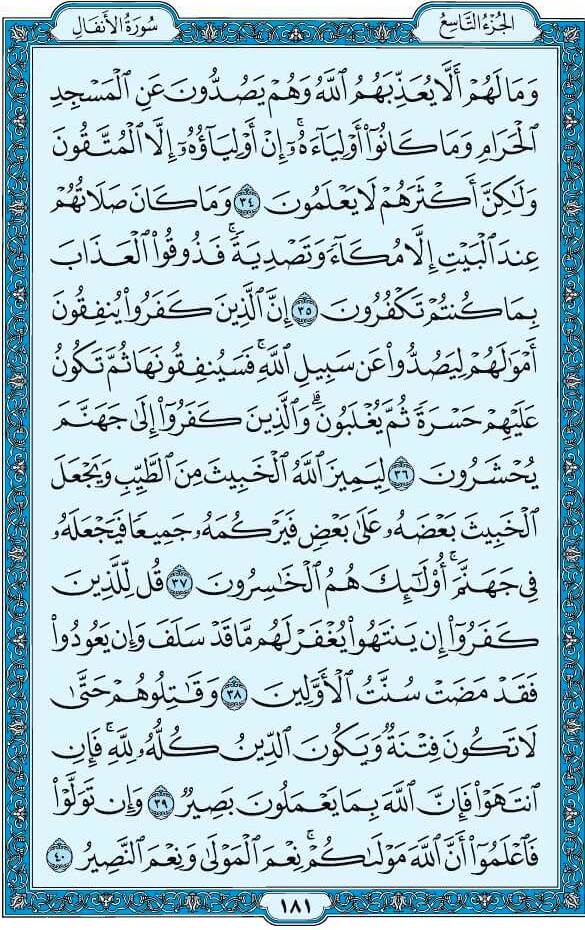 الجزء التاسع
سورة الأنفال
وَمَا لَهُمْ أَلَّا يُعَذِّبَهُمُ ٱللَّهُ وَهُمْ يَصُدُّونَ عَنِ ٱلْمَسْجِدِ
ٱلْحَرَامِ وَمَا كَانُوٓا۟ أَوْلِيَآءَهُۥٓ ۚ إِنْ أَوْلِيَآؤُهُۥٓ إِلَّا ٱلْمُتَّقُونَ
وَلَٰكِنَّ أَكْثَرَهُمْ لَا يَعْلَمُونَ ٣٤ وَمَا كَانَ صَلَاتُهُمْ
عِندَ ٱلْبَيْتِ إِلَّا مُكَآءً وَتَصْدِيَةً ۚ فَذُوقُوا۟ ٱلْعَذَابَ
بِمَا كُنتُمْ تَكْفُرُونَ ٣٥ إِنَّ ٱلَّذِينَ كَفَرُوا۟ يُنفِقُونَ
أَمْوَٰلَهُمْ لِيَصُدُّوا۟ عَن سَبِيلِ ٱللَّهِ ۚ فَسَيُنفِقُونَهَا ثُمَّ تَكُونُ
عَلَيْهِمْ حَسْرَةً ثُمَّ يُغْلَبُونَ ۗ وَٱلَّذِينَ كَفَرُوٓا۟ إِلَىٰ جَهَنَّمَ
يُحْشَرُونَ ٣٦ لِيَمِيزَ ٱللَّهُ ٱلْخَبِيثَ مِنَ ٱلطَّيِّبِ وَيَجْعَلَ
ٱلْخَبِيثَ بَعْضَهُۥ عَلَىٰ بَعْضٍ فَيَرْكُمَهُۥ جَمِيعًا فَيَجْعَلَهُۥ
فِى جَهَنَّمَ ۚ أُو۟لَٰٓئِكَ هُمُ ٱلْخَٰسِرُونَ ٣٧ قُل لِّلَّذِينَ
كَفَرُوٓا۟ إِن يَنتَهُوا۟ يُغْفَرْ لَهُم مَّا قَدْ سَلَفَ وَإِن يَعُودُوا۟
فَقَدْ مَضَتْ سُنَّتُ ٱلْأَوَّلِينَ ٣٨ وَقَٰتِلُوهُمْ حَتَّىٰ
لَا تَكُونَ فِتْنَةٌ وَيَكُونَ ٱلدِّينُ كُلُّهُۥ لِلَّهِ ۚ فَإِنِ
ٱنتَهَوْا۟ فَإِنَّ ٱللَّهَ بِمَا يَعْمَلُونَ بَصِيرٌ ٣٩ وَإِن تَوَلَّوْا۟
فَٱعْلَمُوٓا۟ أَنَّ ٱللَّهَ مَوْلَىٰكُمْ ۚ نِعْمَ ٱلْمَوْلَىٰ وَنِعْمَ ٱلنَّصِيرُ ٤٠
١٨١